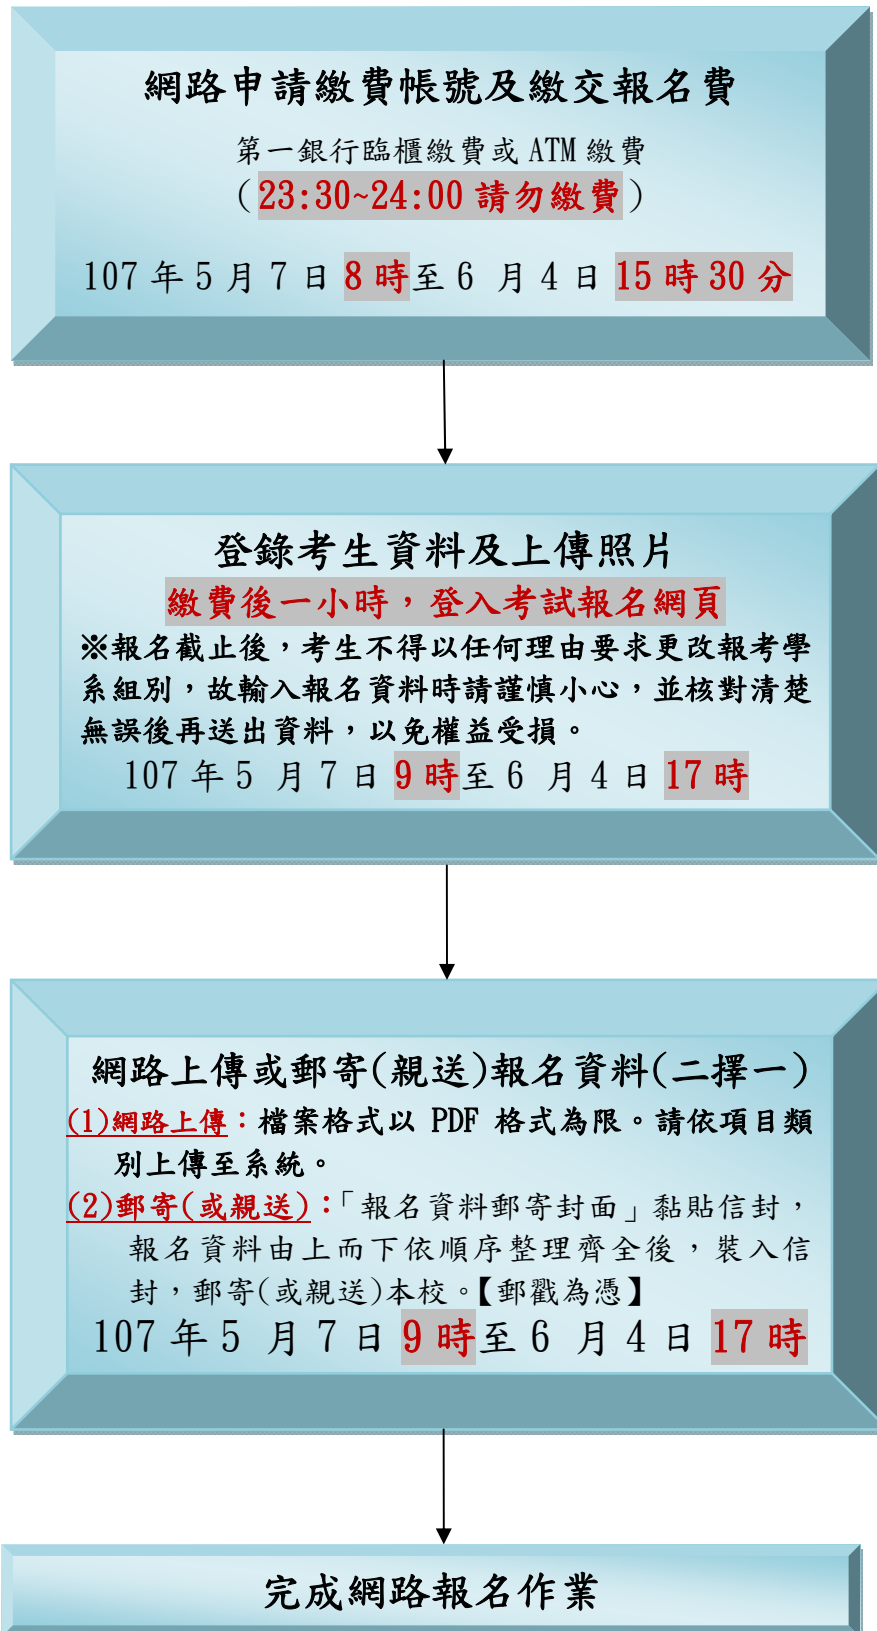 網路申請繳費帳號及繳交報名費
第一銀行臨櫃繳費或 ATM 繳費
（23:30~24:00 請勿繳費）
107 年 5 月 7 日 8 時至 6 月 4 日 15 時 30 分
登錄考生資料及上傳照片
繳費後一小時，登入考試報名網頁
※報名截止後，考生不得以任何理由要求更改報考學
系組別，故輸入報名資料時請謹慎小心，並核對清楚
無誤後再送出資料，以免權益受損。
107 年 5 月 7 日 9 時至 6 月 4 日 17 時
網路上傳或郵寄(親送)報名資料(二擇一)
(1)網路上傳：檔案格式以 PDF 格式為限。請依項目類
別上傳至系統。
(2)郵寄(或親送)：「報名資料郵寄封面」黏貼信封，
報名資料由上而下依順序整理齊全後，裝入信
封，郵寄(或親送)本校。【郵戳為憑】
107 年 5 月 7 日 9 時至 6 月 4 日 17 時
完成網路報名作業